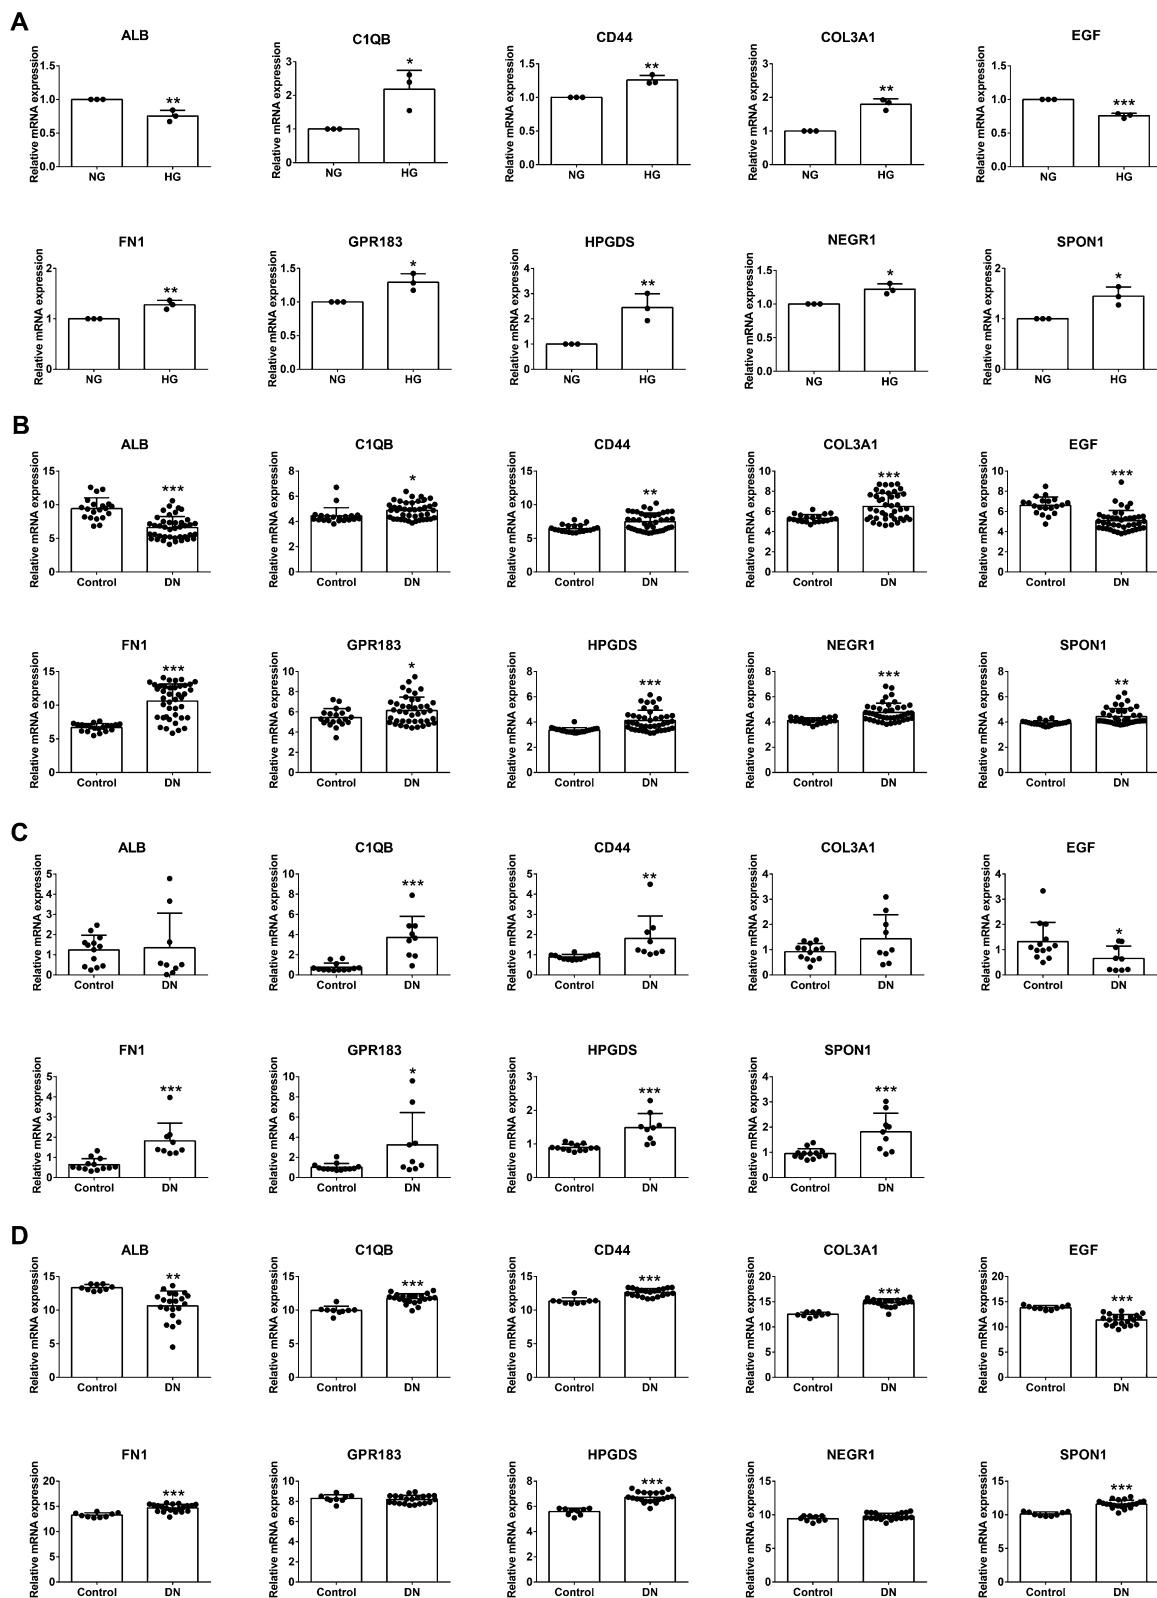 A
ALB
Relative mRNA expression
1.5
1.0
0.5
0.0
**
NG HG
C1QB
Relative mRNA expression
3
2
1
0
*
NG HG
CD44
Relative mRNA expression
1.5
1.0
0.5
0.0
**
NG HG
COL3A1
Relative mRNA expression
3
2
1
0
**
NG HG
EGF
Relative mRNA expression
1.5
1.0
0.5
0.0
***
NG HG
FN1
Relative mRNA expression
2
1
0
**
NG HG
GPR183
Relative mRNA expression
1.5
1.0
0.5
0.0
*
NG HG
HPGDS
Relative mRNA expression
4
3
2
1
0
**
NG HG
NEGR1
Relative mRNA expression
1.5
1.0
0.5
0.0
*
NG HG
SPON1
Relative mRNA expression
2
1
0
*
NG HG
B
ALB
Relative mRNA expression
15
10
5
0
***
Control DN
C1QB
Relative mRNA expression
8
6
4
2
0
*
Control DN
CD44
Relative mRNA expression
15
10
5
0
**
Control DN
COL3A1
Relative mRNA expression
10
8
6
4
2
0
***
Control DN
EGF
Relative mRNA expression
10
8
6
4
2
0
***
Control DN
FN1
Relative mRNA expression
15
10
5
0
***
Control DN
GPR183
Relative mRNA expression
10
8
6
4
2
0
*
Control DN
HPGDS
Relative mRNA expression
8
6
4
2
0
***
Control DN
NEGR1
Relative mRNA expression
8
6
4
2
0
***
Control DN
SPON1
Relative mRNA expression
8
6
4
2
0
**
Control DN
C
ALB
Relative mRNA expression
5
4
3
2
1
0
Control DN
C1QB
Relative mRNA expression
10
8
6
4
2
0
***
Control DN
CD44
Relative mRNA expression
5
4
3
2
1
0
**
Control DN
COL3A1
Relative mRNA expression
4
3
2
1
0
Control DN
EGF
Relative mRNA expression
4
3
2
1
0
*
Control DN
FN1
Relative mRNA expression
5
4
3
2
1
0
***
Control DN
GPR183
Relative mRNA expression
10
8
6
4
2
0
*
Control DN
HPGDS
Relative mRNA expression
3
2
1
0
***
Control DN
SPON1
Relative mRNA expression
4
3
2
1
0
***
Control DN
D
ALB
Relative mRNA expression
15
10
5
0
**
Control DN
C1QB
Relative mRNA expression
15
10
5
0
***
Control DN
CD44
Relative mRNA expression
15
10
5
0
***
Control DN
COL3A1
Relative mRNA expression
20
15
10
5
0
***
Control DN
EGF
Relative mRNA expression
20
15
10
5
0
***
Control DN
FN1
Relative mRNA expression
20
15
10
5
0
***
Control DN
GPR183
Relative mRNA expression
10
8
6
4
2
0
Control DN
HPGDS
Relative mRNA expression
8
6
4
2
0
***
Control DN
NEGR1
Relative mRNA expression
15
10
5
0
Control DN
SPON1
Relative mRNA expression
15
10
5
0
***
Control DN